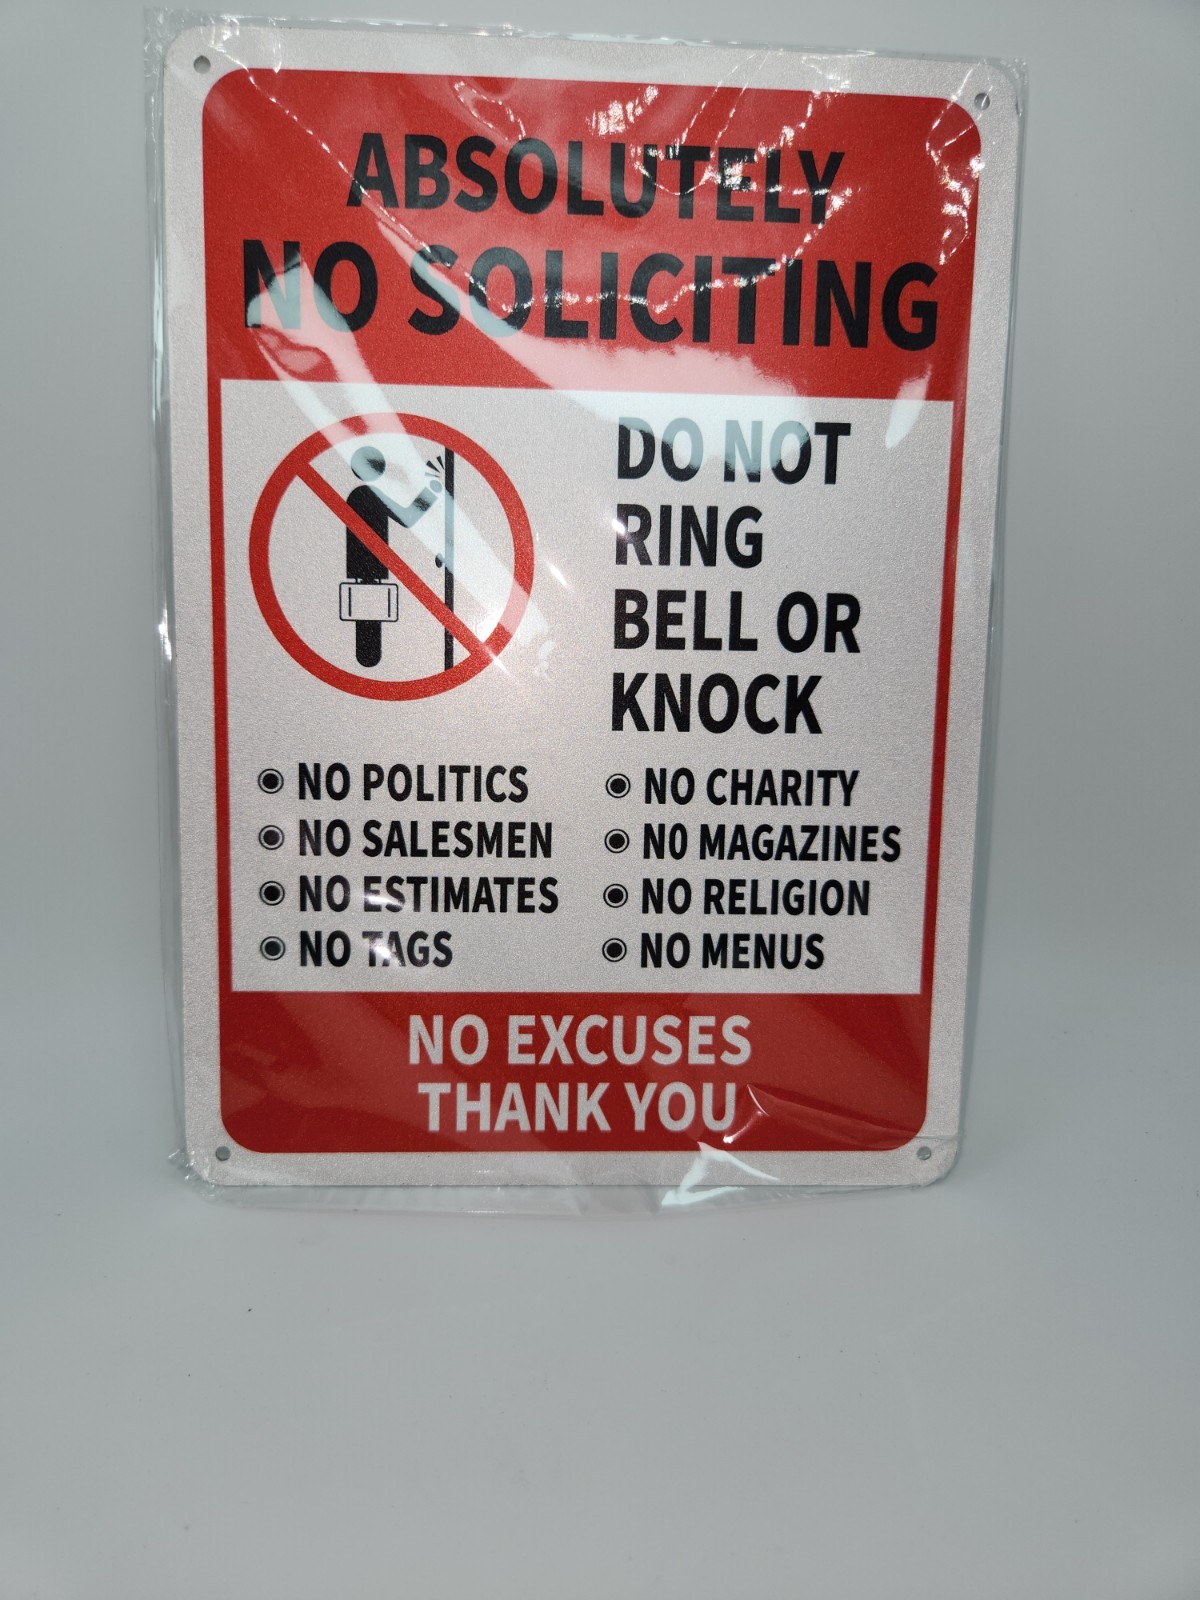 ABSOLUTELY
NO SOLICITING
DO NOT
RING
BELL OR
KNOCK
NO POLITICS
NO SALESMEN
NO ESTIMATES
NO TAGS
NO CHARITY
NO MAGAZINES
NO RELIGION
NO MENUS
NO EXCUSES
THANK YOU